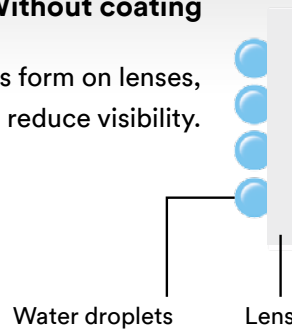 Without coating
s form on lenses,
reduce visibility.
Water droplets
Lens